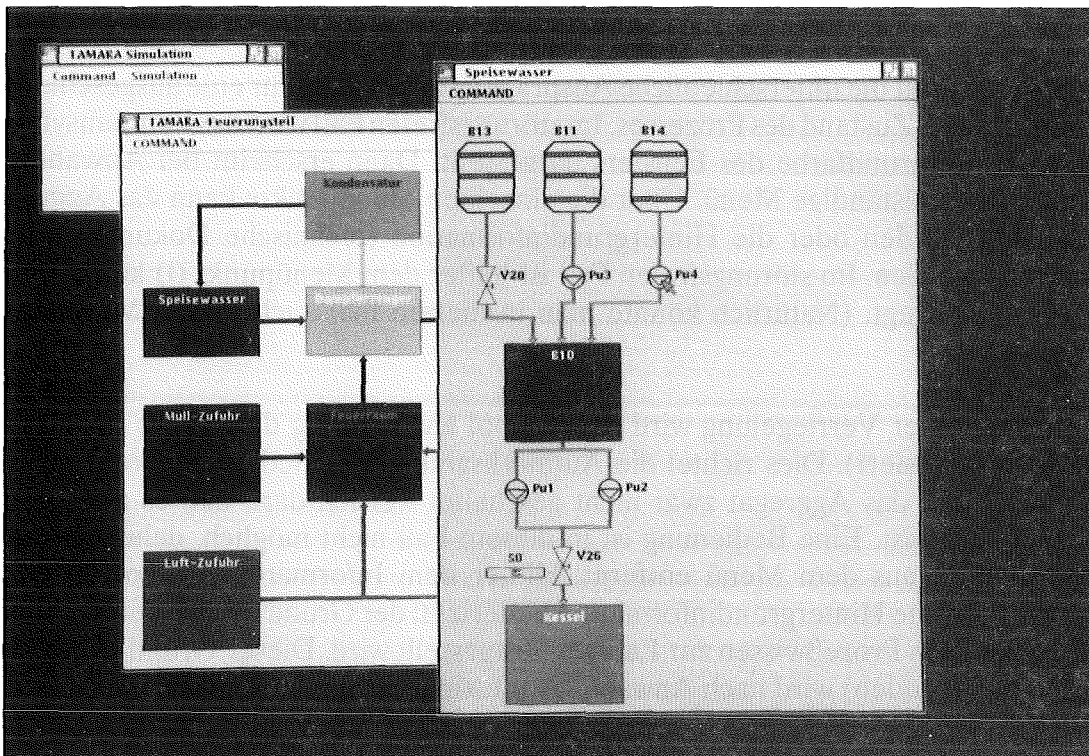 TAMARA Simulation
Command Simulation
TAMARA Feuerungsteil
COMMAND
Kondensator
Speisewasser
Müll-Zufuhr
Feuerraum
Luft-Zufuhr
Speisewasser
COMMAND
B13
B11
B14
V20
Pu3
Pu4
B10
Pu1
Pu2
50
V26
Kessel